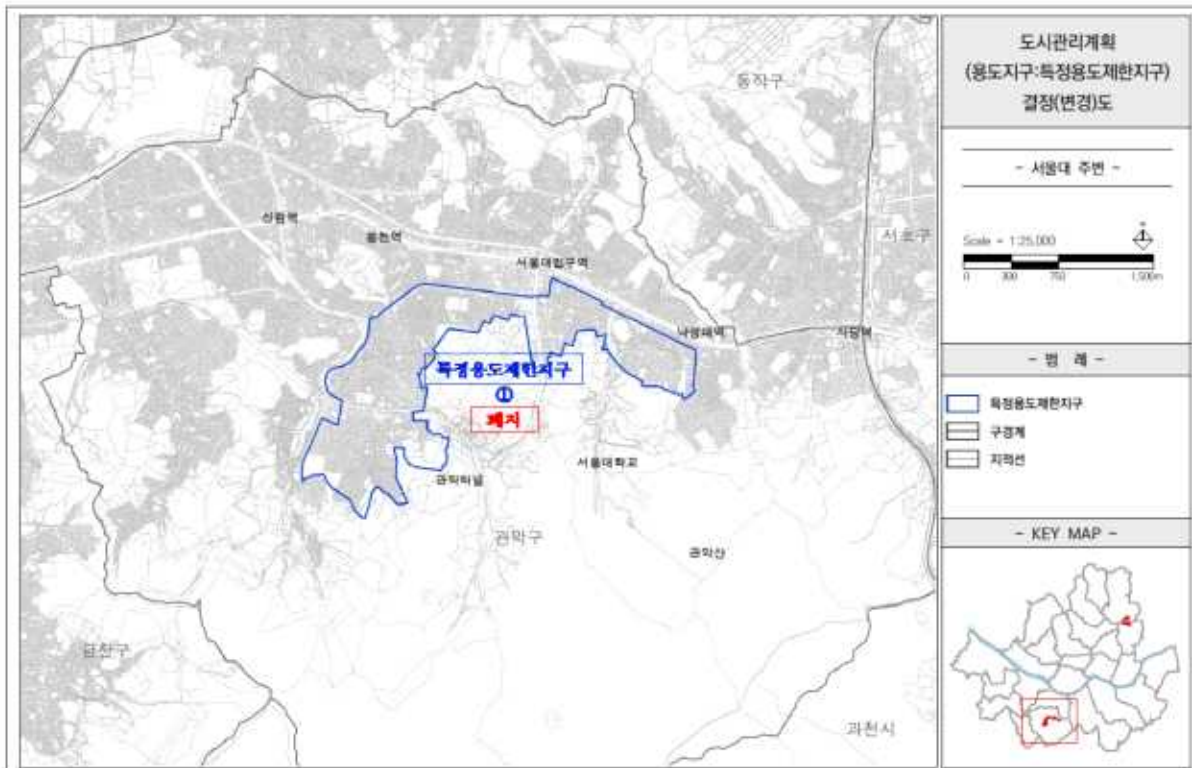 도시관리계획
(용도지구:특정용도제한지구)
결정(변경)도
- 서울대 주변 -
Scale = 1:25,000
0 300 750 1,500m
- 범 례 -
특정용도제한지구
구경계
지적선
- KEY MAP -
동작구
서초구
신림역
봉천역
서울대입구역
낙성대역
사당역
특정용도제한지구
①
폐지
서울대학교
관악터널
관악구
관악산
금천구
과천시